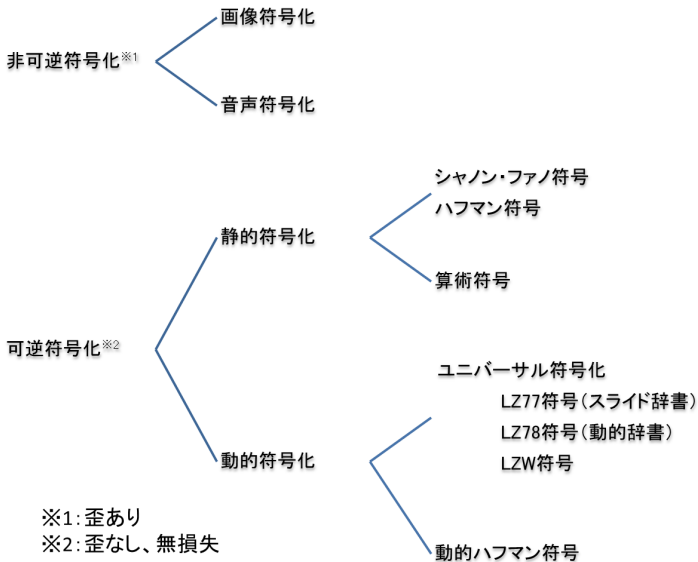 画像符号化
非可逆符号化※1
音声符号化
シャノン・ファノ符号
ハフマン符号
静的符号化
算術符号
可逆符号化※2
ユニバーサル符号化
LZ77符号(スライド辞書)
LZ78符号(動的辞書)
LZW符号
動的符号化
動的ハフマン符号
※1:歪あり
※2:歪なし、無損失